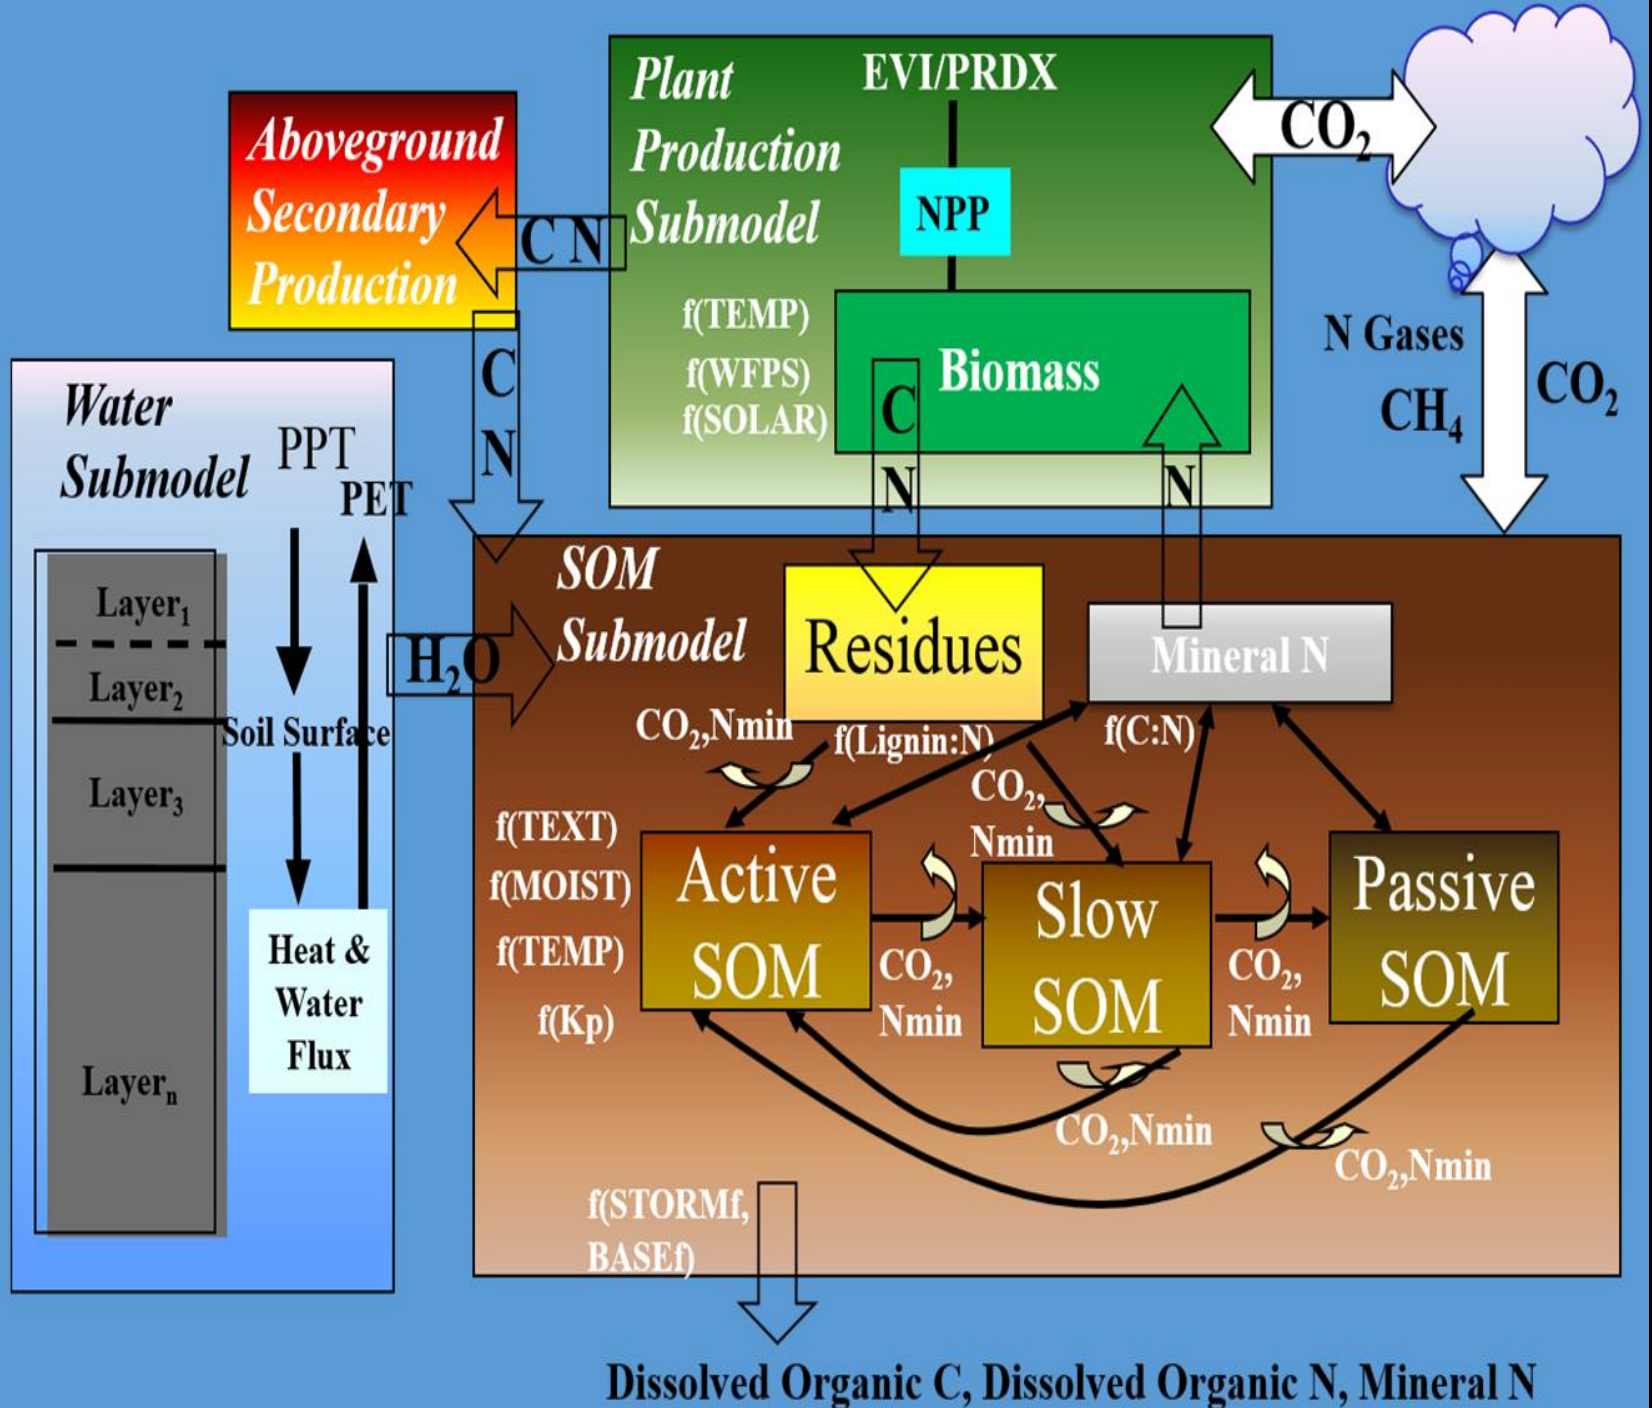 Plant
Production
Submodel
EVI/PRDX
NPP
Biomass
f(TEMP)
f(WFPS)
f(SOLAR)
CO₂
Aboveground
Secondary
Production
C N
C
N
C
N
N
N Gases
CH₄
CO₂
Water
Submodel
PPT
PET
Layer₁
Layer₂
Soil Surface
Layer₃
Heat &
Water
Flux
Layerₙ
H₂O
SOM
Submodel
Residues
Mineral N
CO₂,Nmin
f(Lignin:N)
f(C:N)
CO₂,
Nmin
f(TEXT)
f(MOIST)
f(TEMP)
f(Kp)
Active
SOM
CO₂,
Nmin
Slow
SOM
CO₂,
Nmin
Passive
SOM
CO₂,Nmin
CO₂,Nmin
f(STORMf,
BASEf)
Dissolved Organic C, Dissolved Organic N, Mineral N